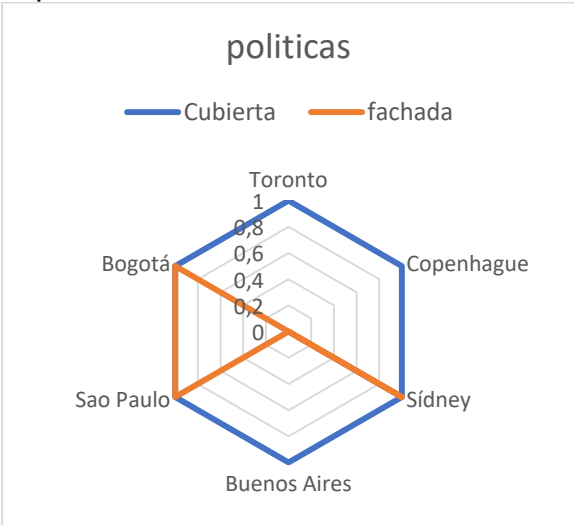 politicas
Cubierta fachada
Toronto
1
0,8
Bogotá
0,6
Copenhague
0,4
0,2
0
Sao Paulo
Sídney
Buenos Aires